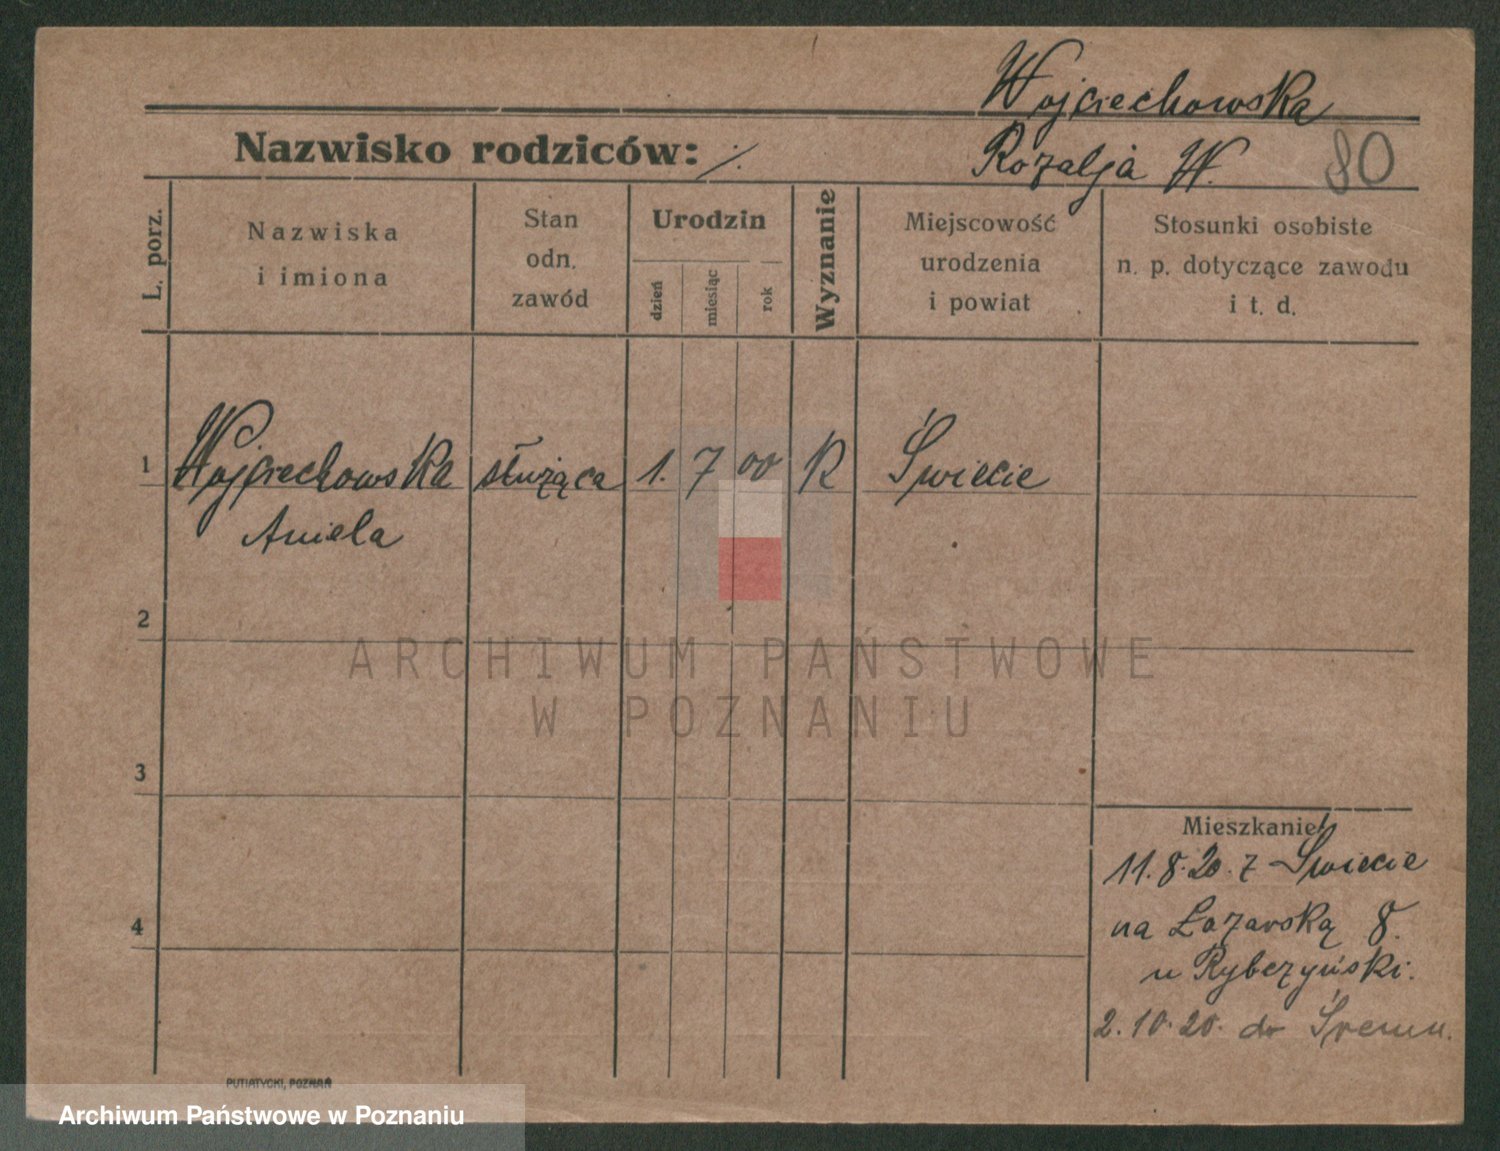 Wojciechowska
Nazwisko rodziców: ·/.
Rozalja W.
80
L. porz.
Nazwiska
i imiona
Stan
odn.
zawód
Urodzin
dzień
miesiąc
rok
Wyznanie
Miejscowość
urodzenia
i powiat
Stosunki osobiste
n. p. dotyczące zawodu
i t. d.
1 Wojciechowska służąca 1. 7 00 R Świecie
Aniela
2
ARCHIWUM PAŃSTWOWE
W POZNANIU
3
Mieszkanie
11.8.20. z Świecie
4
na Łazarską 8.
u Rybczyński.
2.10.20. do Śremu.
PUTIATYCKI, POZNAŃ
Archiwum Państwowe w Poznaniu